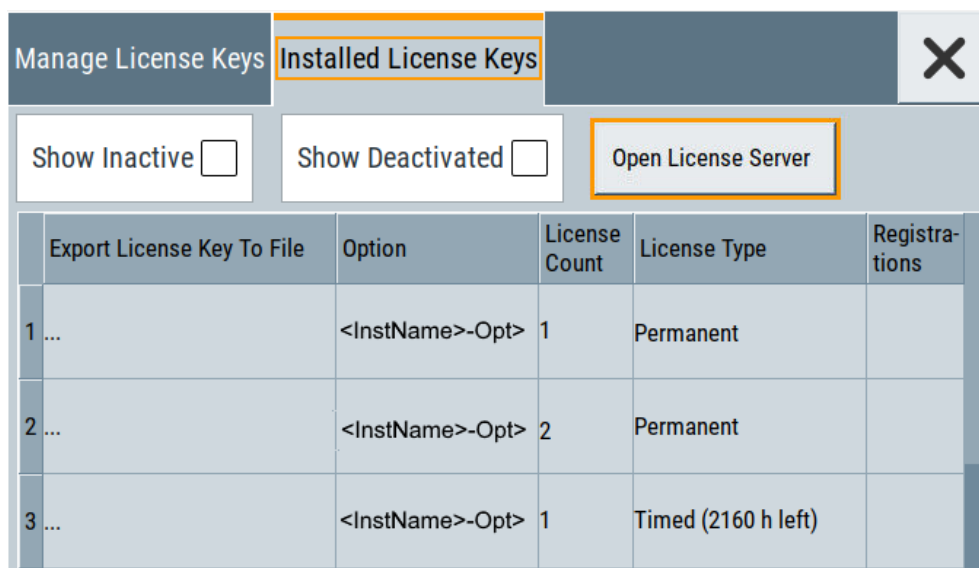 Manage License Keys Installed License Keys
Show Inactive Show Deactivated Open License Server
Export License Key To File Option License Count License Type Registra-
tions
1 ... <InstName>-Opt> 1 Permanent
2 ... <InstName>-Opt> 2 Permanent
3 ... <InstName>-Opt> 1 Timed (2160 h left)